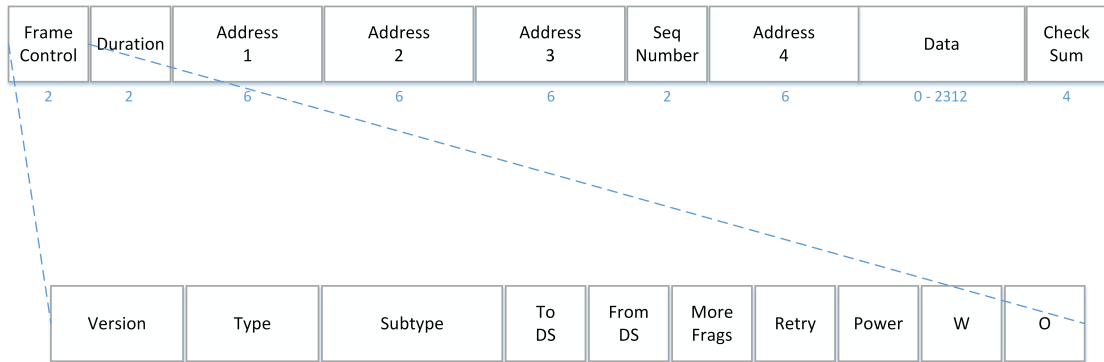 Frame Control Duration Address 1 Address 2 Address 3 Seq Number Address 4 Data Check Sum
2 2 6 6 6 2 6 0 - 2312 4
Version Type Subtype To DS From DS More Frags Retry Power W O